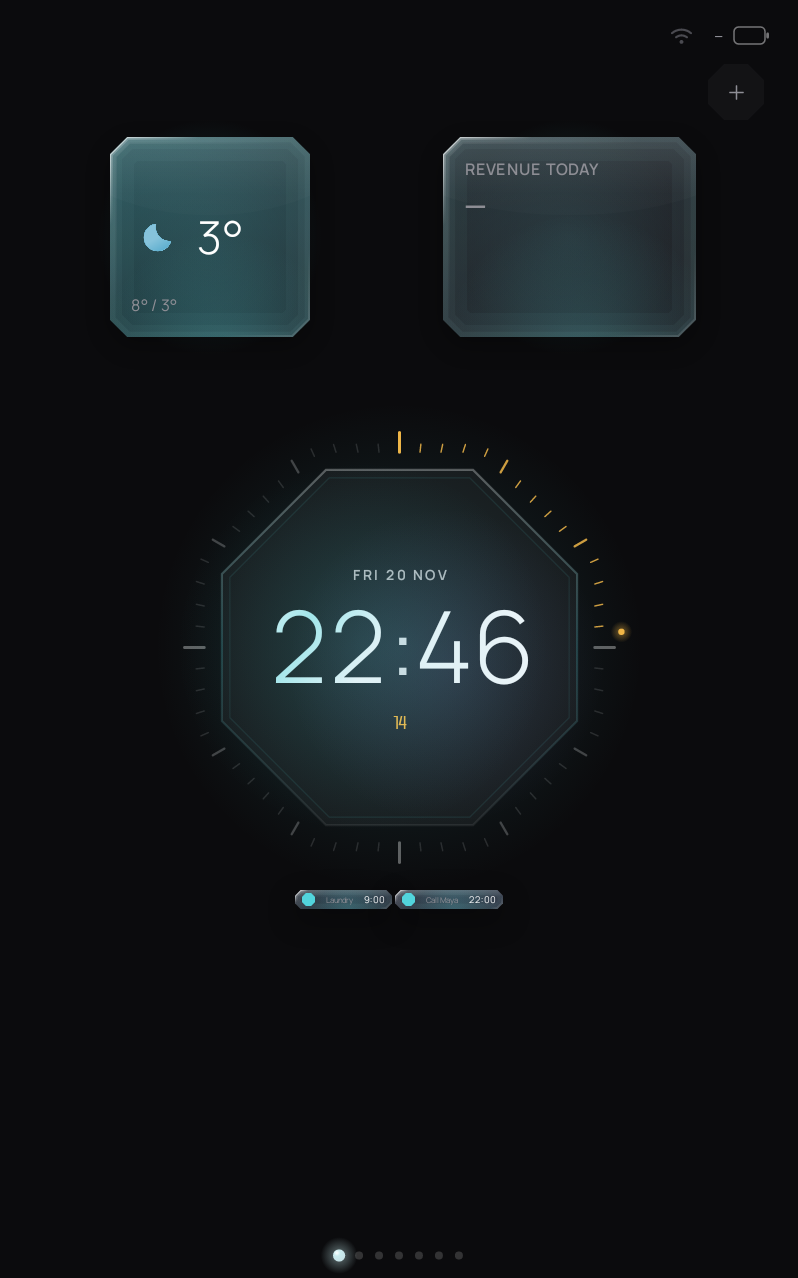 –
+
REVENUE TODAY
—
3°
8° / 3°
FRI 20 NOV
22:46
14
Laundry 9:00
Call Maya 22:00